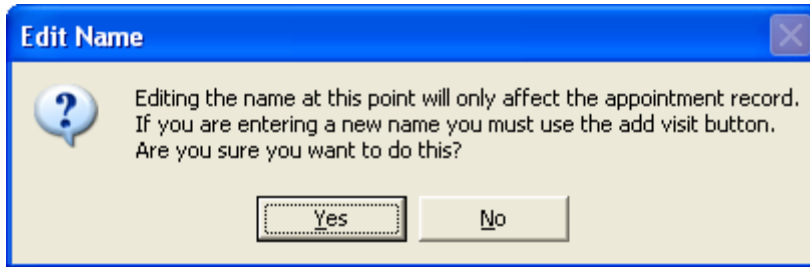 Edit Name
Editing the name at this point will only affect the appointment record.
If you are entering a new name you must use the add visit button.
Are you sure you want to do this?
Yes
No